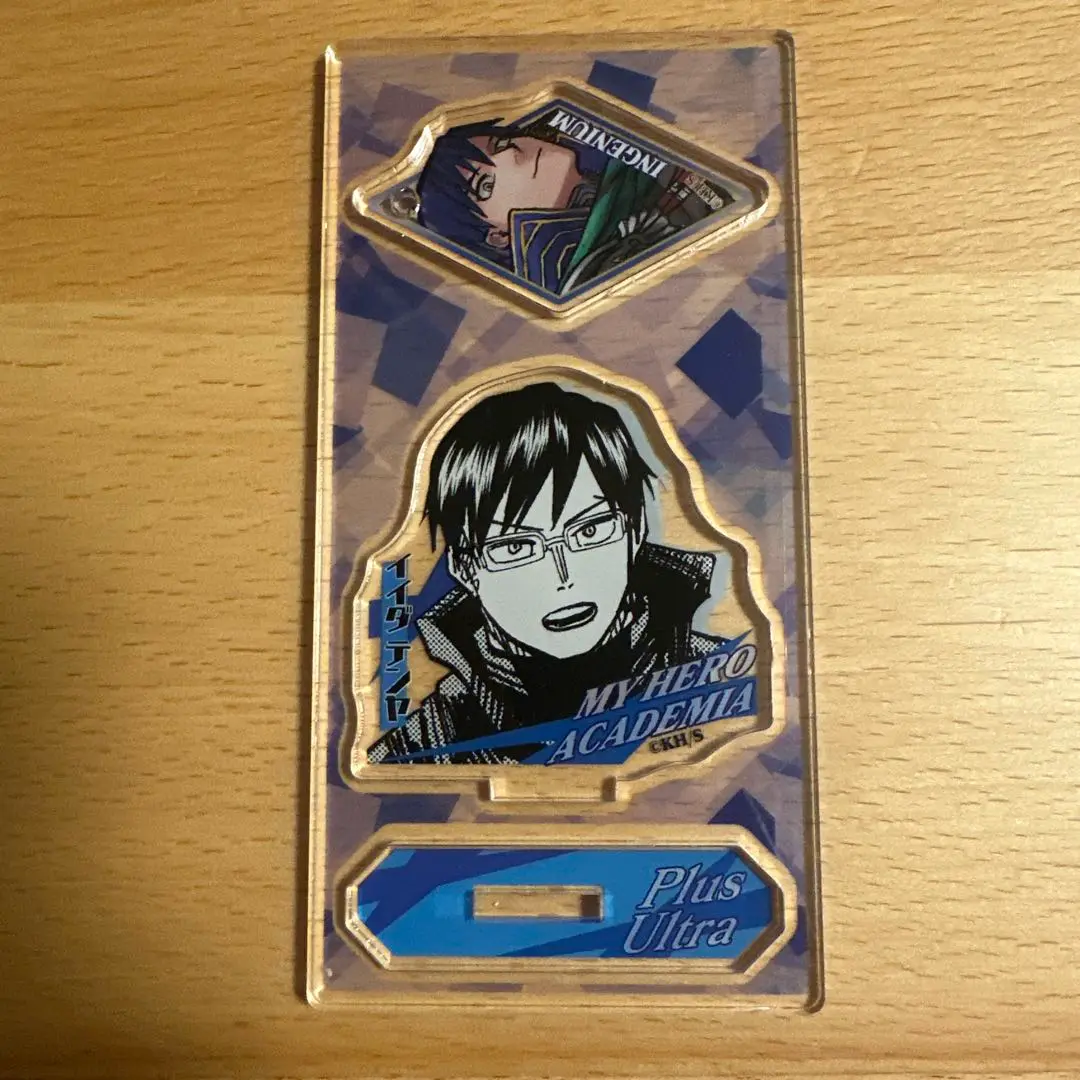 INGENIUM
イイダテンヤ
MY HERO
ACADEMIA
©KH/S
Plus
Ultra